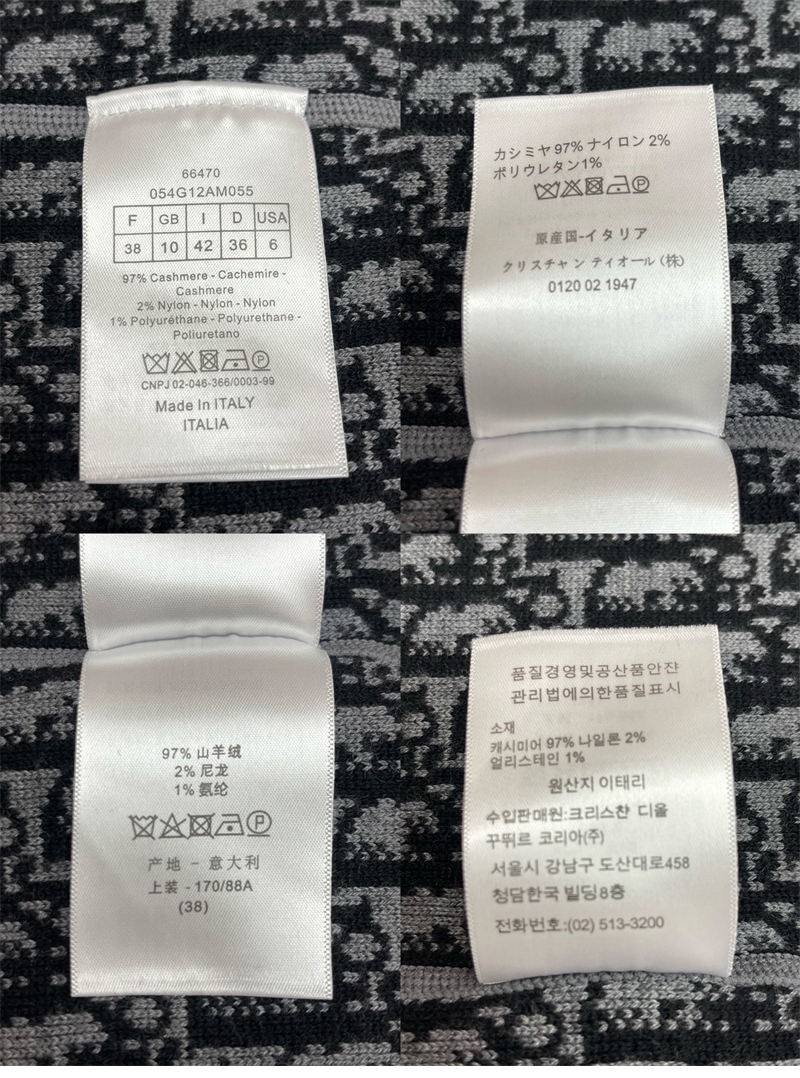 66470
054G12AM055
F GB I D USA
38 10 42 36 6
97% Cashmere - Cachemire -
Cashmere
2% Nylon - Nylon - Nylon
1% Polyuréthane - Polyurethane -
Poliuretano
CNPJ 02-046-366/0003-99
Made In ITALY
ITALIA
カシミヤ 97% ナイロン 2%
ポリウレタン 1%
原産国-イタリア
クリスチャン ディオール (株)
0120 02 1947
97% 山羊绒
2% 尼龙
1% 氨纶
产地 - 意大利
上装 - 170/88A
(38)
품질경영및공산품안쟌
관리법에의한품질표시
소재
캐시미어 97% 나일론 2%
얼리스테인 1%
원산지 이태리
수입판매원:크리스챤 디올
꾸뛰르 코리아(주)
서울시 강남구 도산대로458
청담한국 빌딩8층
전화번호:(02) 513-3200